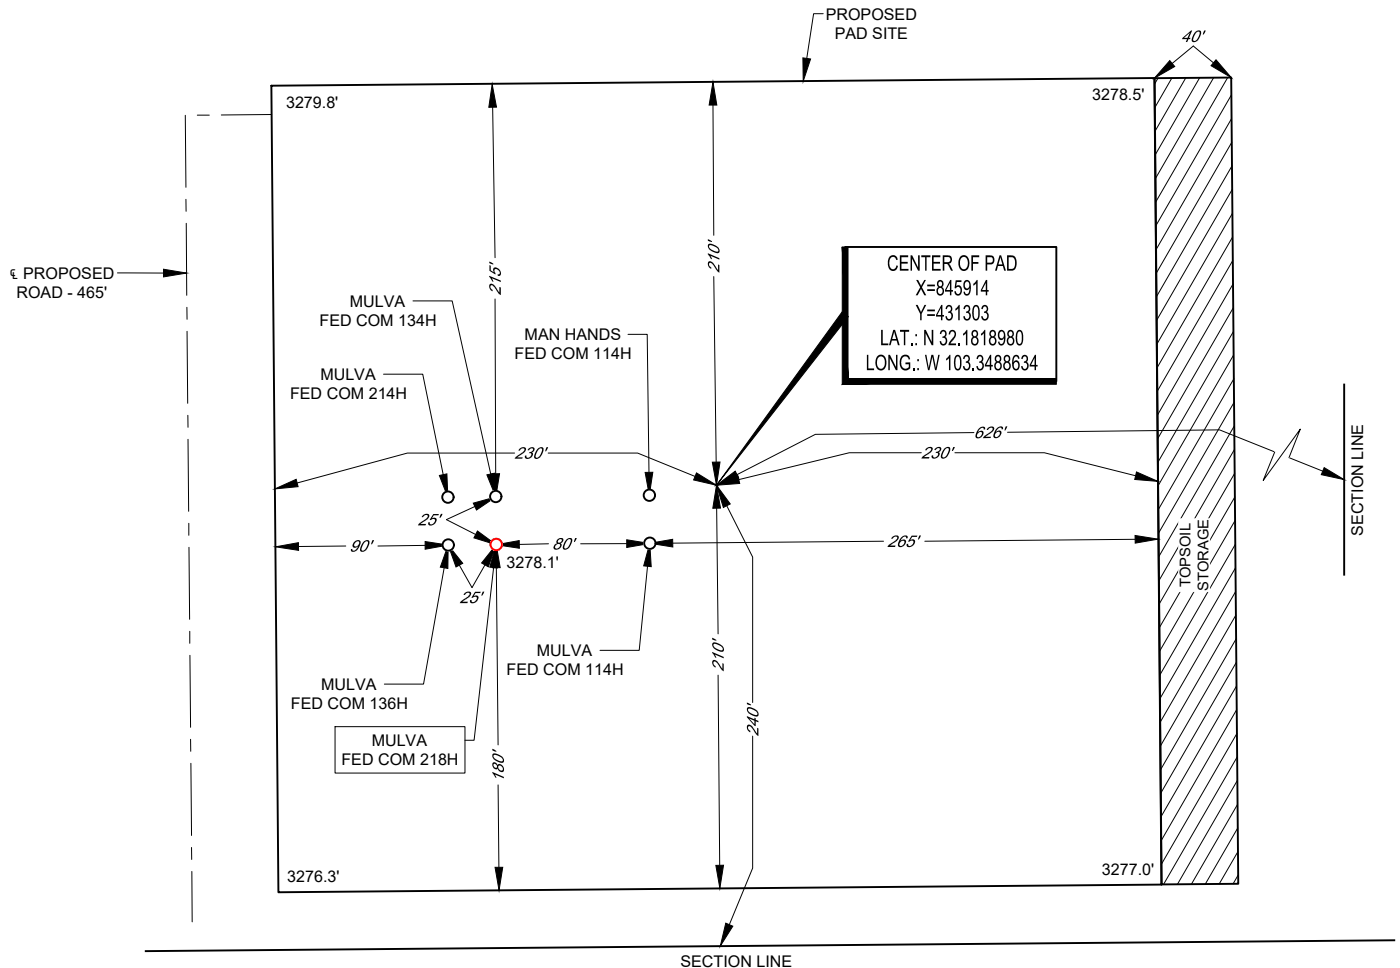 PROPOSED
PAD SITE
40'
3279.8'
3278.5'
215'
210'
℄ PROPOSED
ROAD - 465'
CENTER OF PAD
X=845914
Y=431303
LAT.: N 32.1818980
LONG.: W 103.3488634
MULVA
FED COM 134H
MAN HANDS
FED COM 114H
MULVA
FED COM 214H
626'
230'
230'
SECTION LINE
25'
90'
80'
265'
3278.1'
25'
TOPSOIL
STORAGE
MULVA
FED COM 114H
210'
MULVA
FED COM 136H
240'
MULVA
FED COM 218H
180'
3276.3'
3277.0'
SECTION LINE